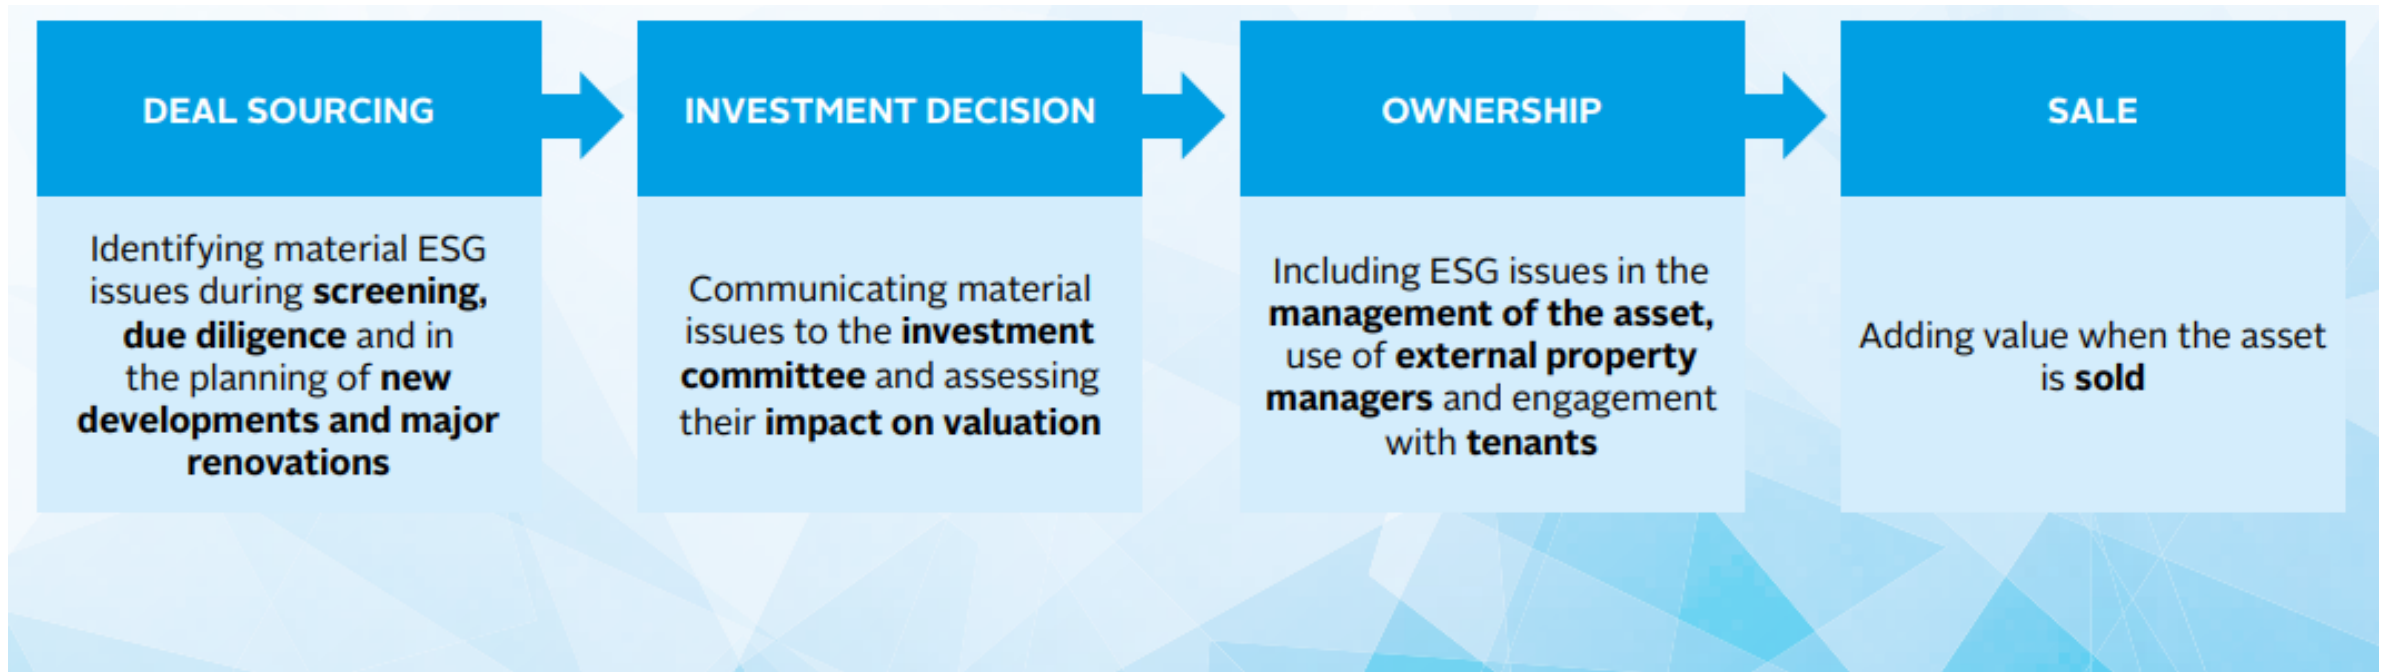 DEAL SOURCING
Identifying material ESG
issues during screening,
due diligence and in
the planning of new
developments and major
renovations
INVESTMENT DECISION
Communicating material
issues to the investment
committee and assessing
their impact on valuation
OWNERSHIP
Including ESG issues in the
management of the asset,
use of external property
managers and engagement
with tenants
SALE
Adding value when the asset
is sold